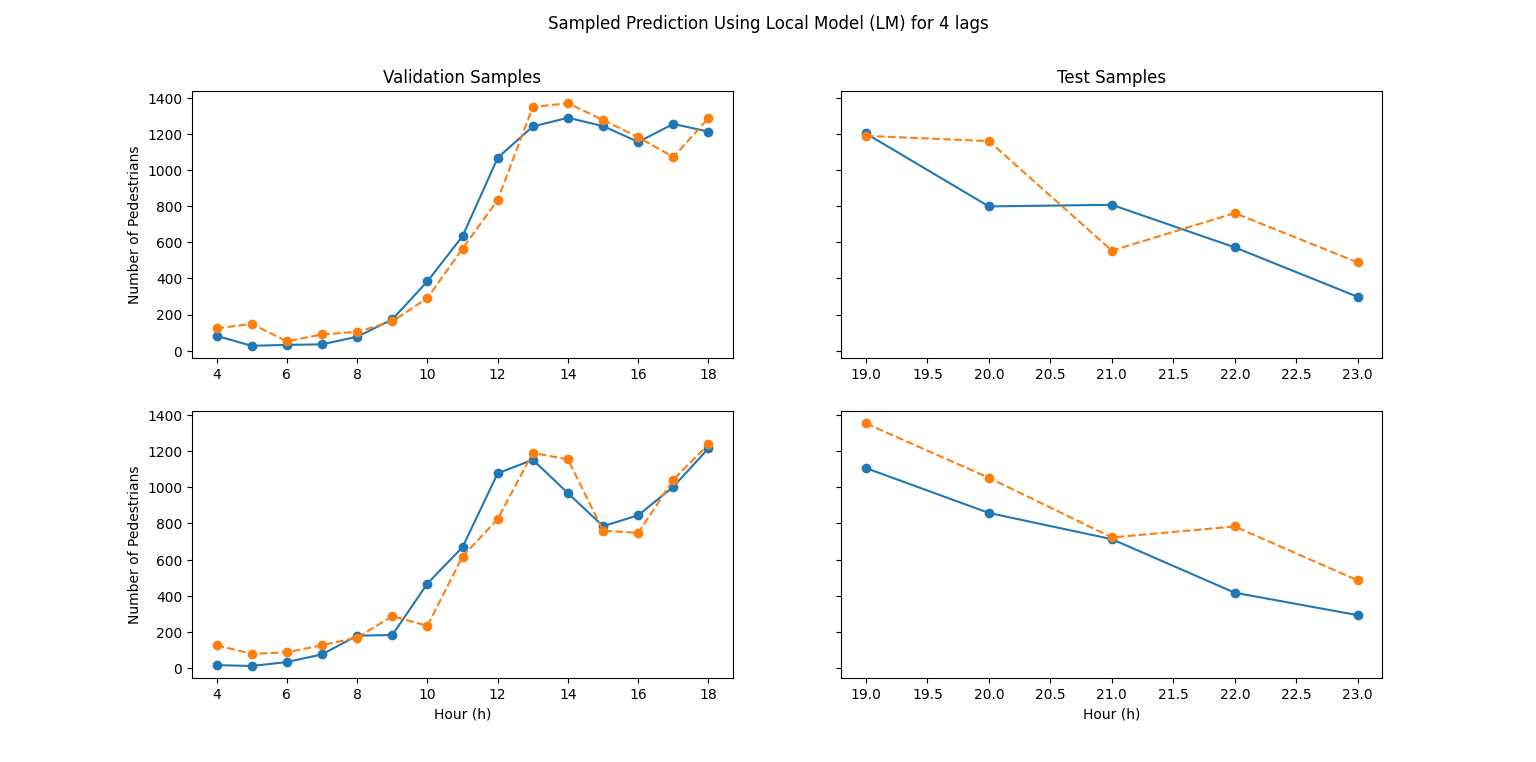 Sampled Prediction Using Local Model (LM) for 4 lags
Validation Samples
Number of Pedestrians
1400
1200
1000
800
600
400
200
0
4 6 8 10 12 14 16 18
Test Samples
19.0 19.5 20.0 20.5 21.0 21.5 22.0 22.5 23.0
Number of Pedestrians
1400
1200
1000
800
600
400
200
0
4 6 8 10 12 14 16 18
Hour (h)
19.0 19.5 20.0 20.5 21.0 21.5 22.0 22.5 23.0
Hour (h)